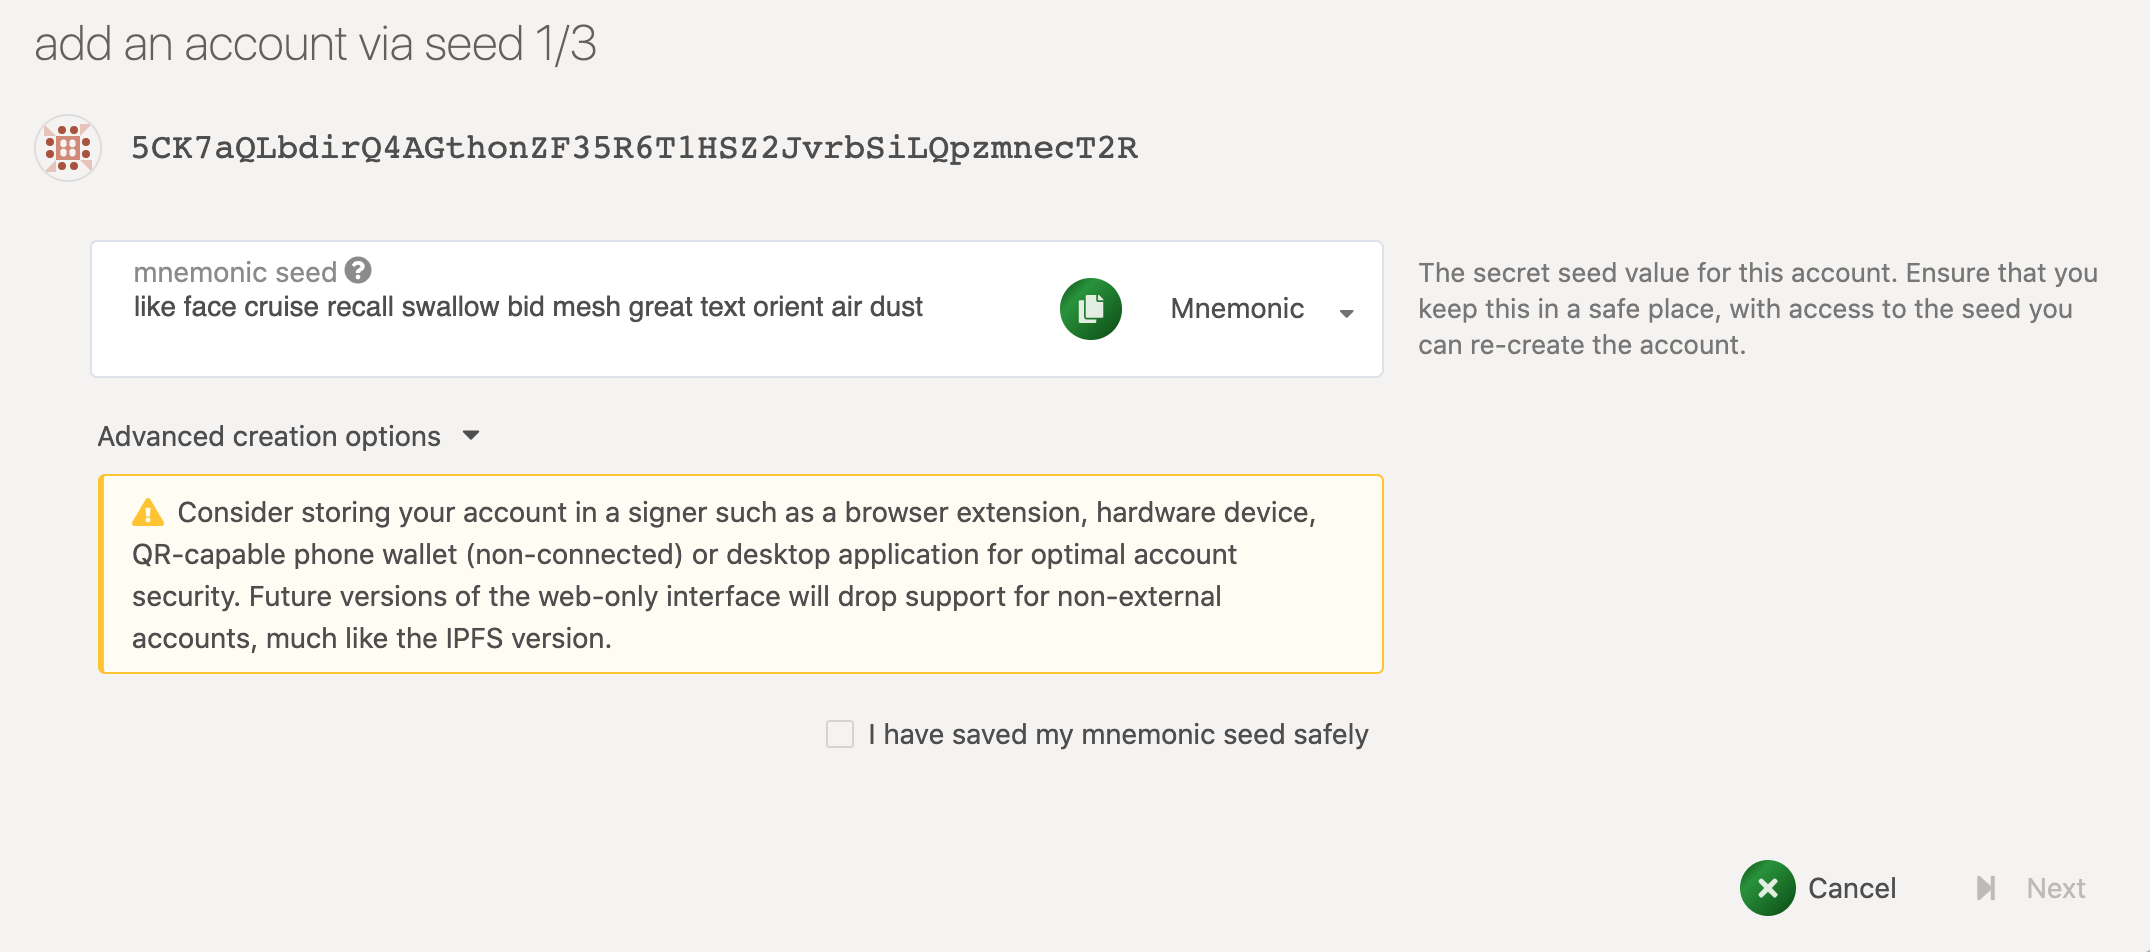 add an account via seed 1/3
5CK7aQLbdirQ4AGthonZF35R6T1HSZ2JvrbSiLQpzmnecT2R
mnemonic seed
like face cruise recall swallow bid mesh great text orient air dust
Mnemonic
The secret seed value for this account. Ensure that you
keep this in a safe place, with access to the seed you
can re-create the account.
Advanced creation options
Consider storing your account in a signer such as a browser extension, hardware device,
QR-capable phone wallet (non-connected) or desktop application for optimal account
security. Future versions of the web-only interface will drop support for non-external
accounts, much like the IPFS version.
I have saved my mnemonic seed safely
Cancel
Next